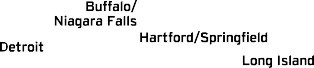 Buffalo/
Niagara Falls
Hartford/Springfield
Detroit
Long Island